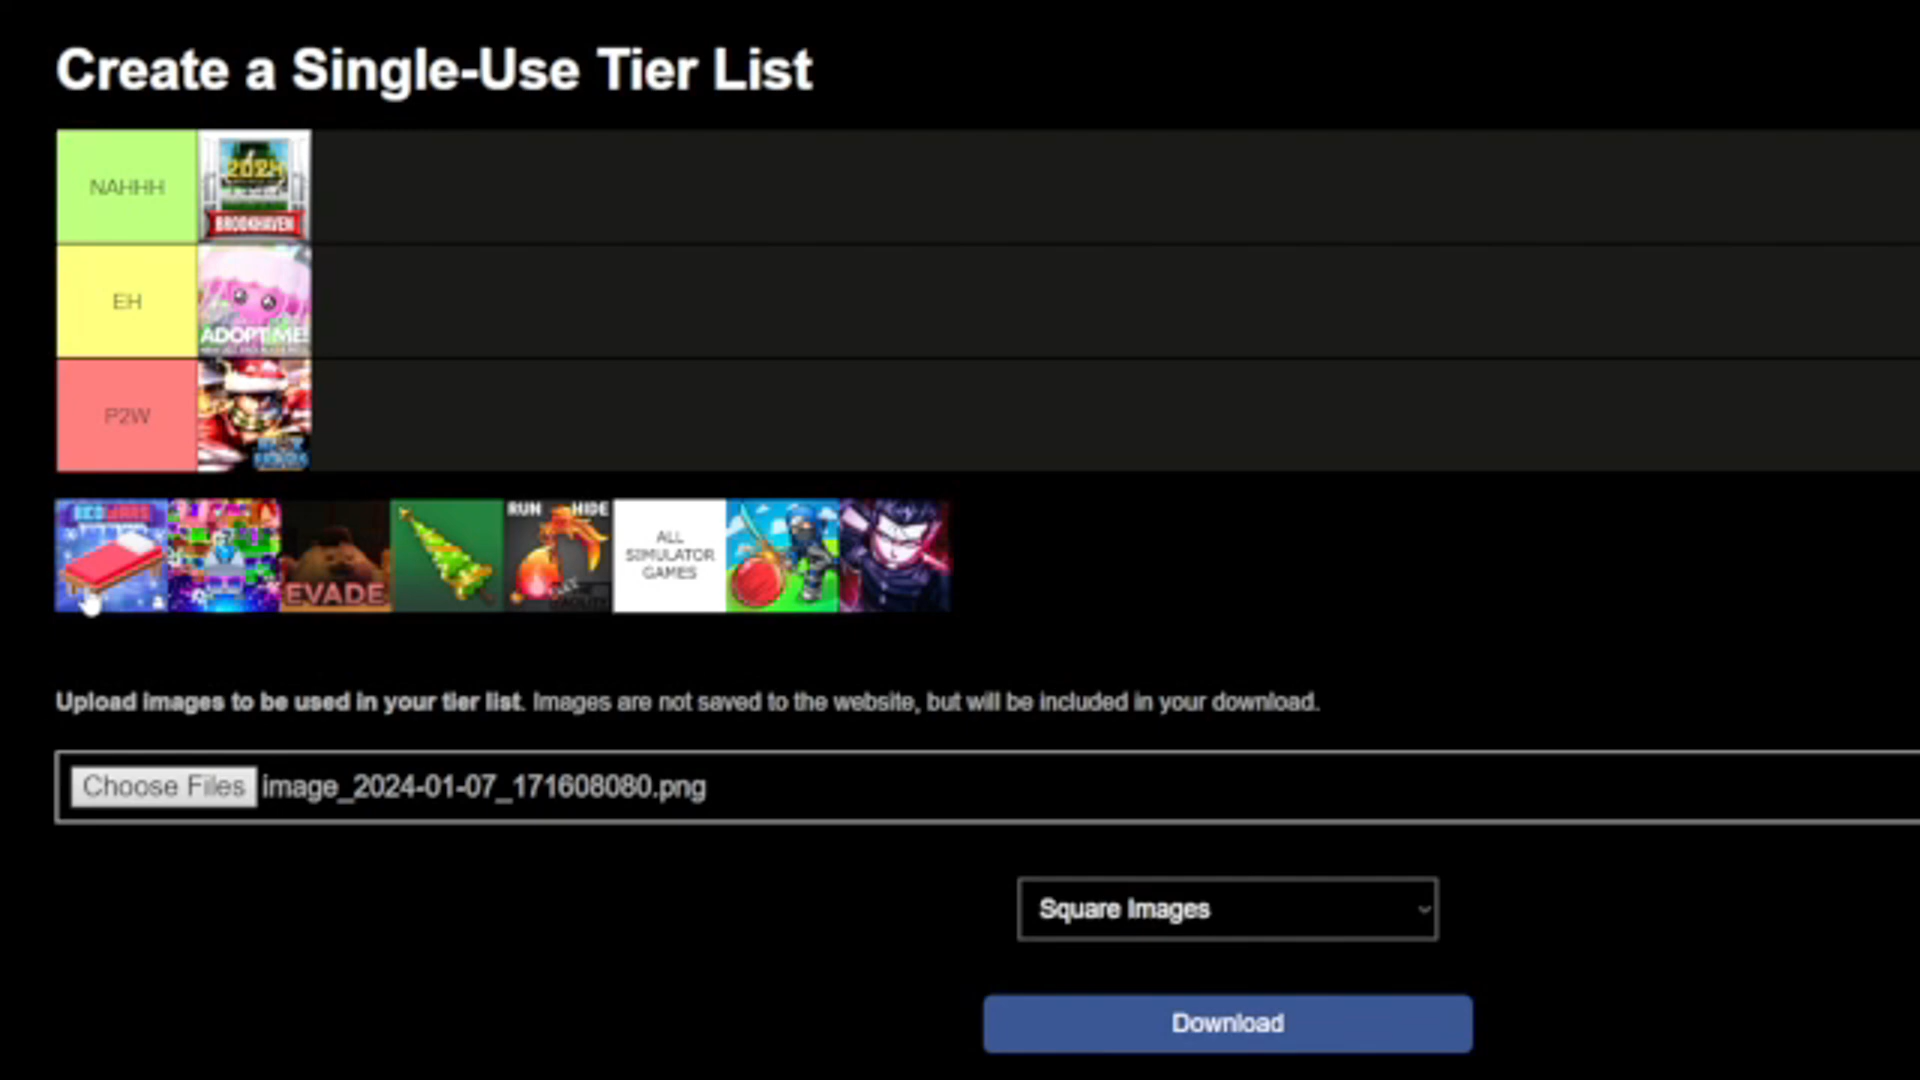 Create a Single-Use Tier List
NAHHH
2024
BROOKHAVEN
EH
ADOPT ME!
P2W
BEDWARS
EVADE
RUN HIDE
ALL
SIMULATOR
GAMES
Upload images to be used in your tier list. Images are not saved to the website, but will be included in your download.
Choose Files image_2024-01-07_171608080.png
Square Images
Download